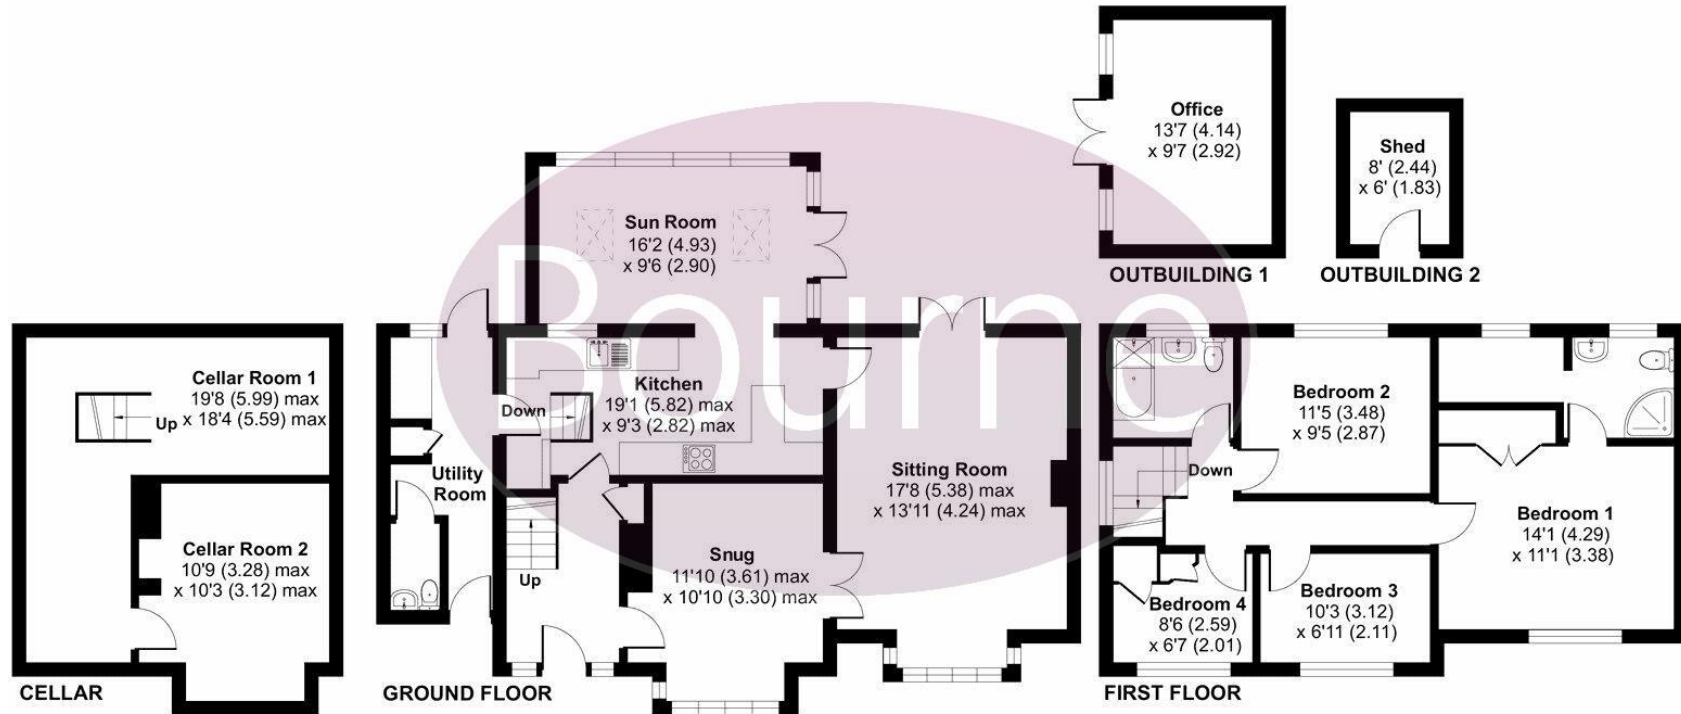 Office
13'7 (4.14)
x 9'7 (2.92)
OUTBUILDING 1
Shed
8' (2.44)
x 6' (1.83)
OUTBUILDING 2
Bourne
Cellar Room 1
19'8 (5.99) max
x 18'4 (5.59) max
Up
Cellar Room 2
10'9 (3.28) max
x 10'3 (3.12) max
CELLAR
Sun Room
16'2 (4.93)
x 9'6 (2.90)
Kitchen
19'1 (5.82) max
x 9'3 (2.82) max
Down
Utility
Room
Sitting Room
17'8 (5.38) max
x 13'11 (4.24) max
Snug
11'10 (3.61) max
x 10'10 (3.30) max
Up
GROUND FLOOR
Bedroom 2
11'5 (3.48)
x 9'5 (2.87)
Down
Bedroom 1
14'1 (4.29)
x 11'1 (3.38)
Bedroom 4
8'6 (2.59)
x 6'7 (2.01)
Bedroom 3
10'3 (3.12)
x 6'11 (2.11)
FIRST FLOOR